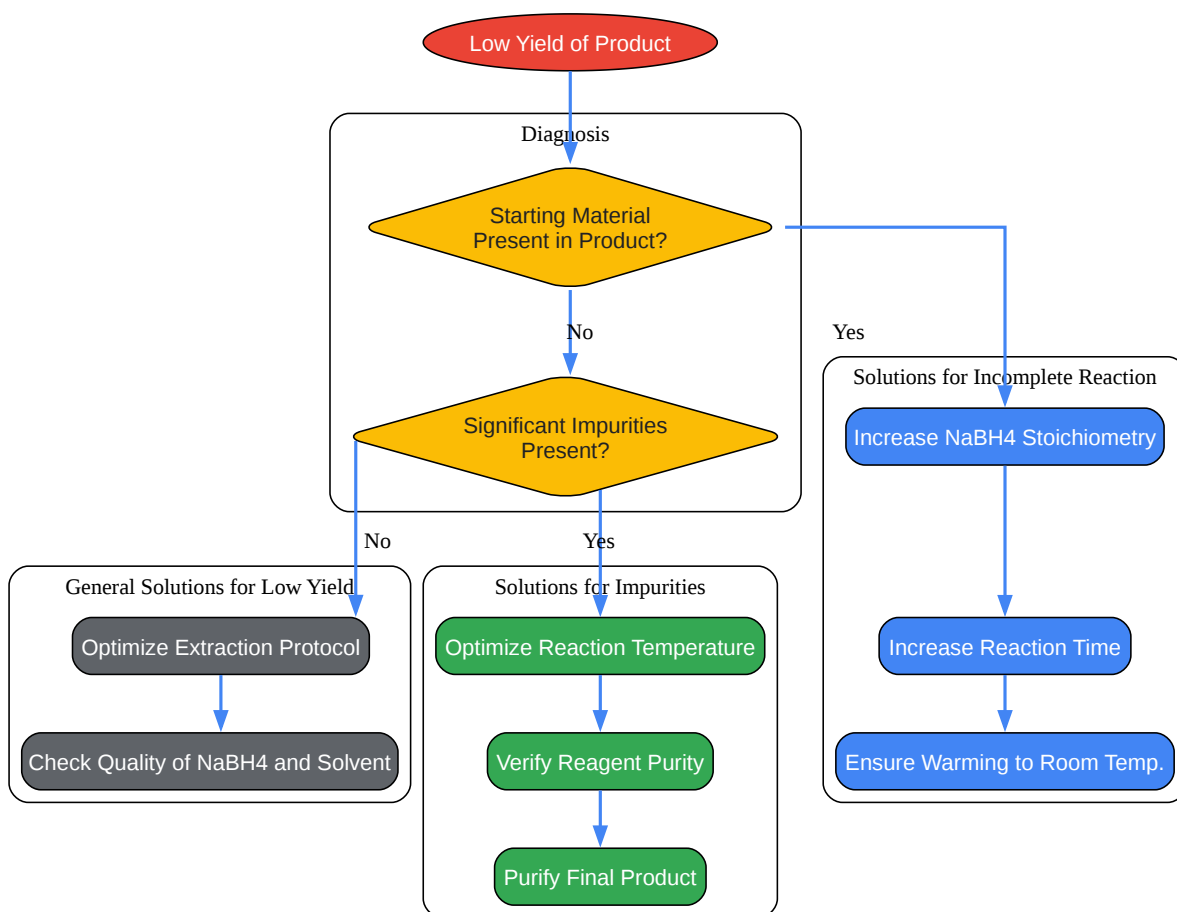 Low Yield of Product
Diagnosis
Starting Material
Present in Product?
No
Yes
Significant Impurities
Present?
No
Yes
Solutions for Incomplete Reaction
Increase NaBH4 Stoichiometry
Increase Reaction Time
Ensure Warming to Room Temp.
General Solutions for Low Yield
Optimize Extraction Protocol
Check Quality of NaBH4 and Solvent
Solutions for Impurities
Optimize Reaction Temperature
Verify Reagent Purity
Purify Final Product